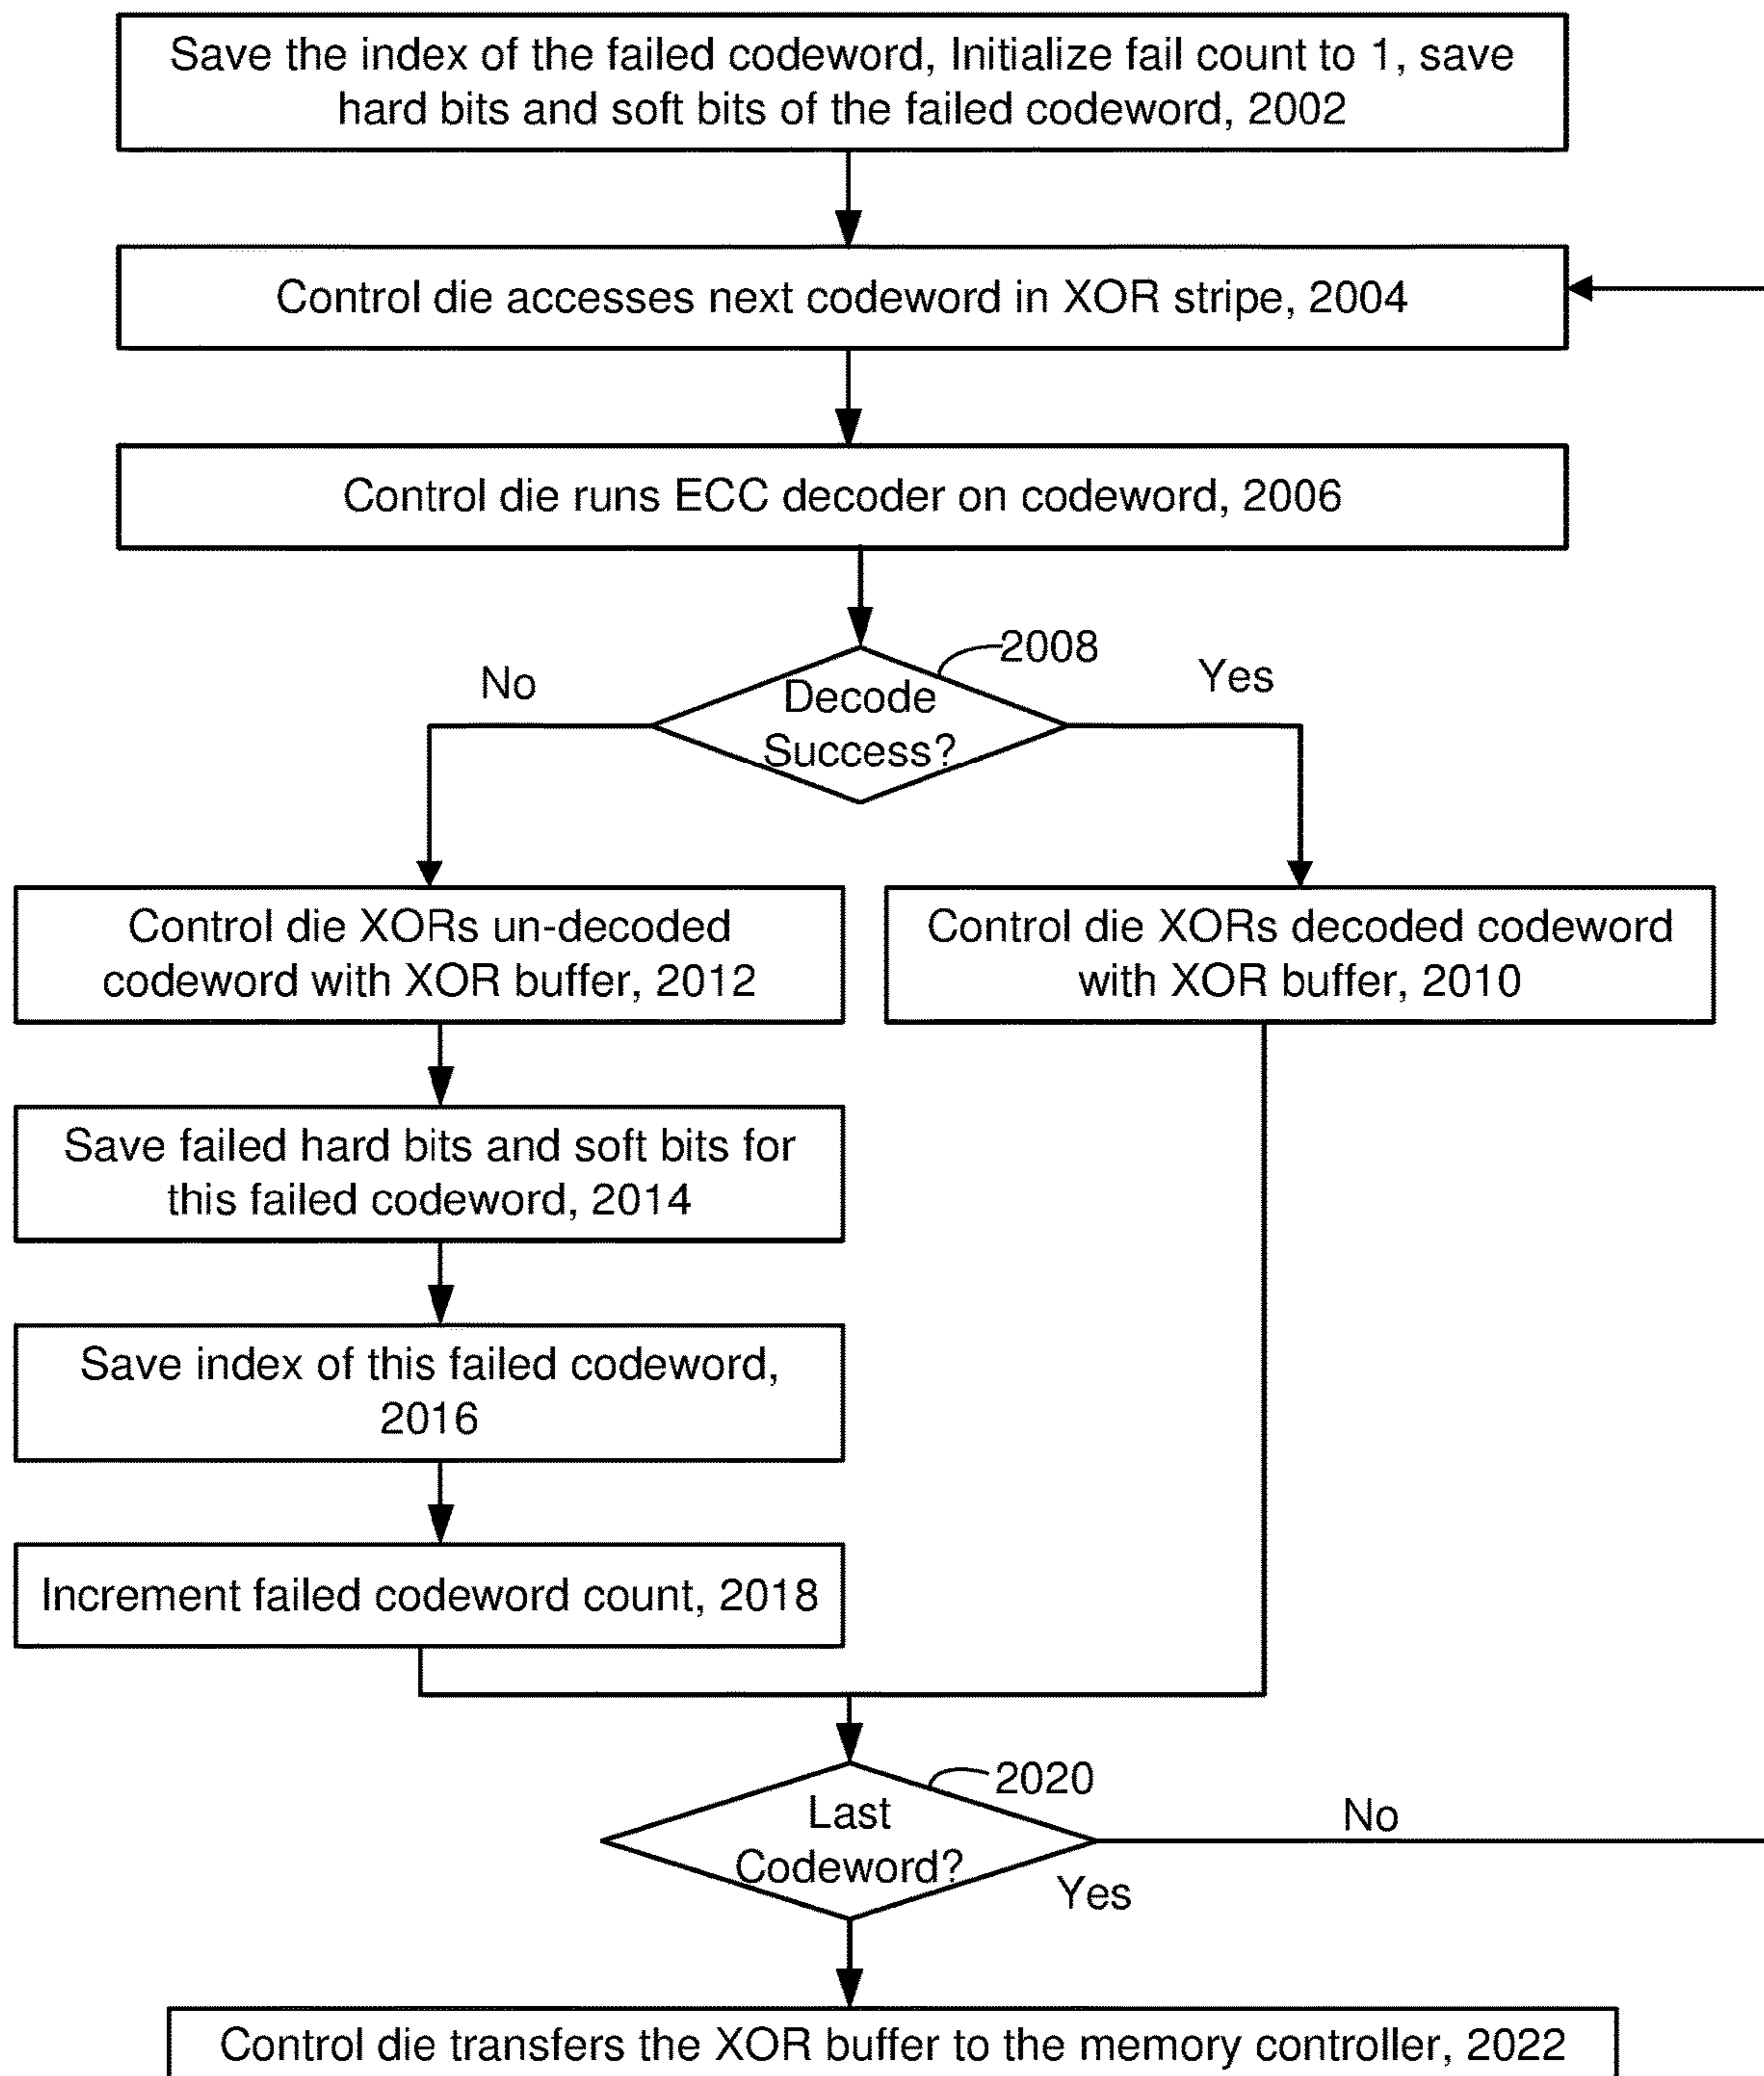 Save the index of the failed codeword, Initialize fail count to 1, save
hard bits and soft bits of the failed codeword, 2002
Control die accesses next codeword in XOR stripe, 2004
Control die runs ECC decoder on codeword, 2006
2008
No
Yes
Decode
Success?
Control die XORs un-decoded
codeword with XOR buffer, 2012
Control die XORs decoded codeword
with XOR buffer, 2010
Save failed hard bits and soft bits for
this failed codeword, 2014
Save index of this failed codeword,
2016
Increment failed codeword count, 2018
2020
Last
Codeword?
No
Yes
Control die transfers the XOR buffer to the memory controller, 2022